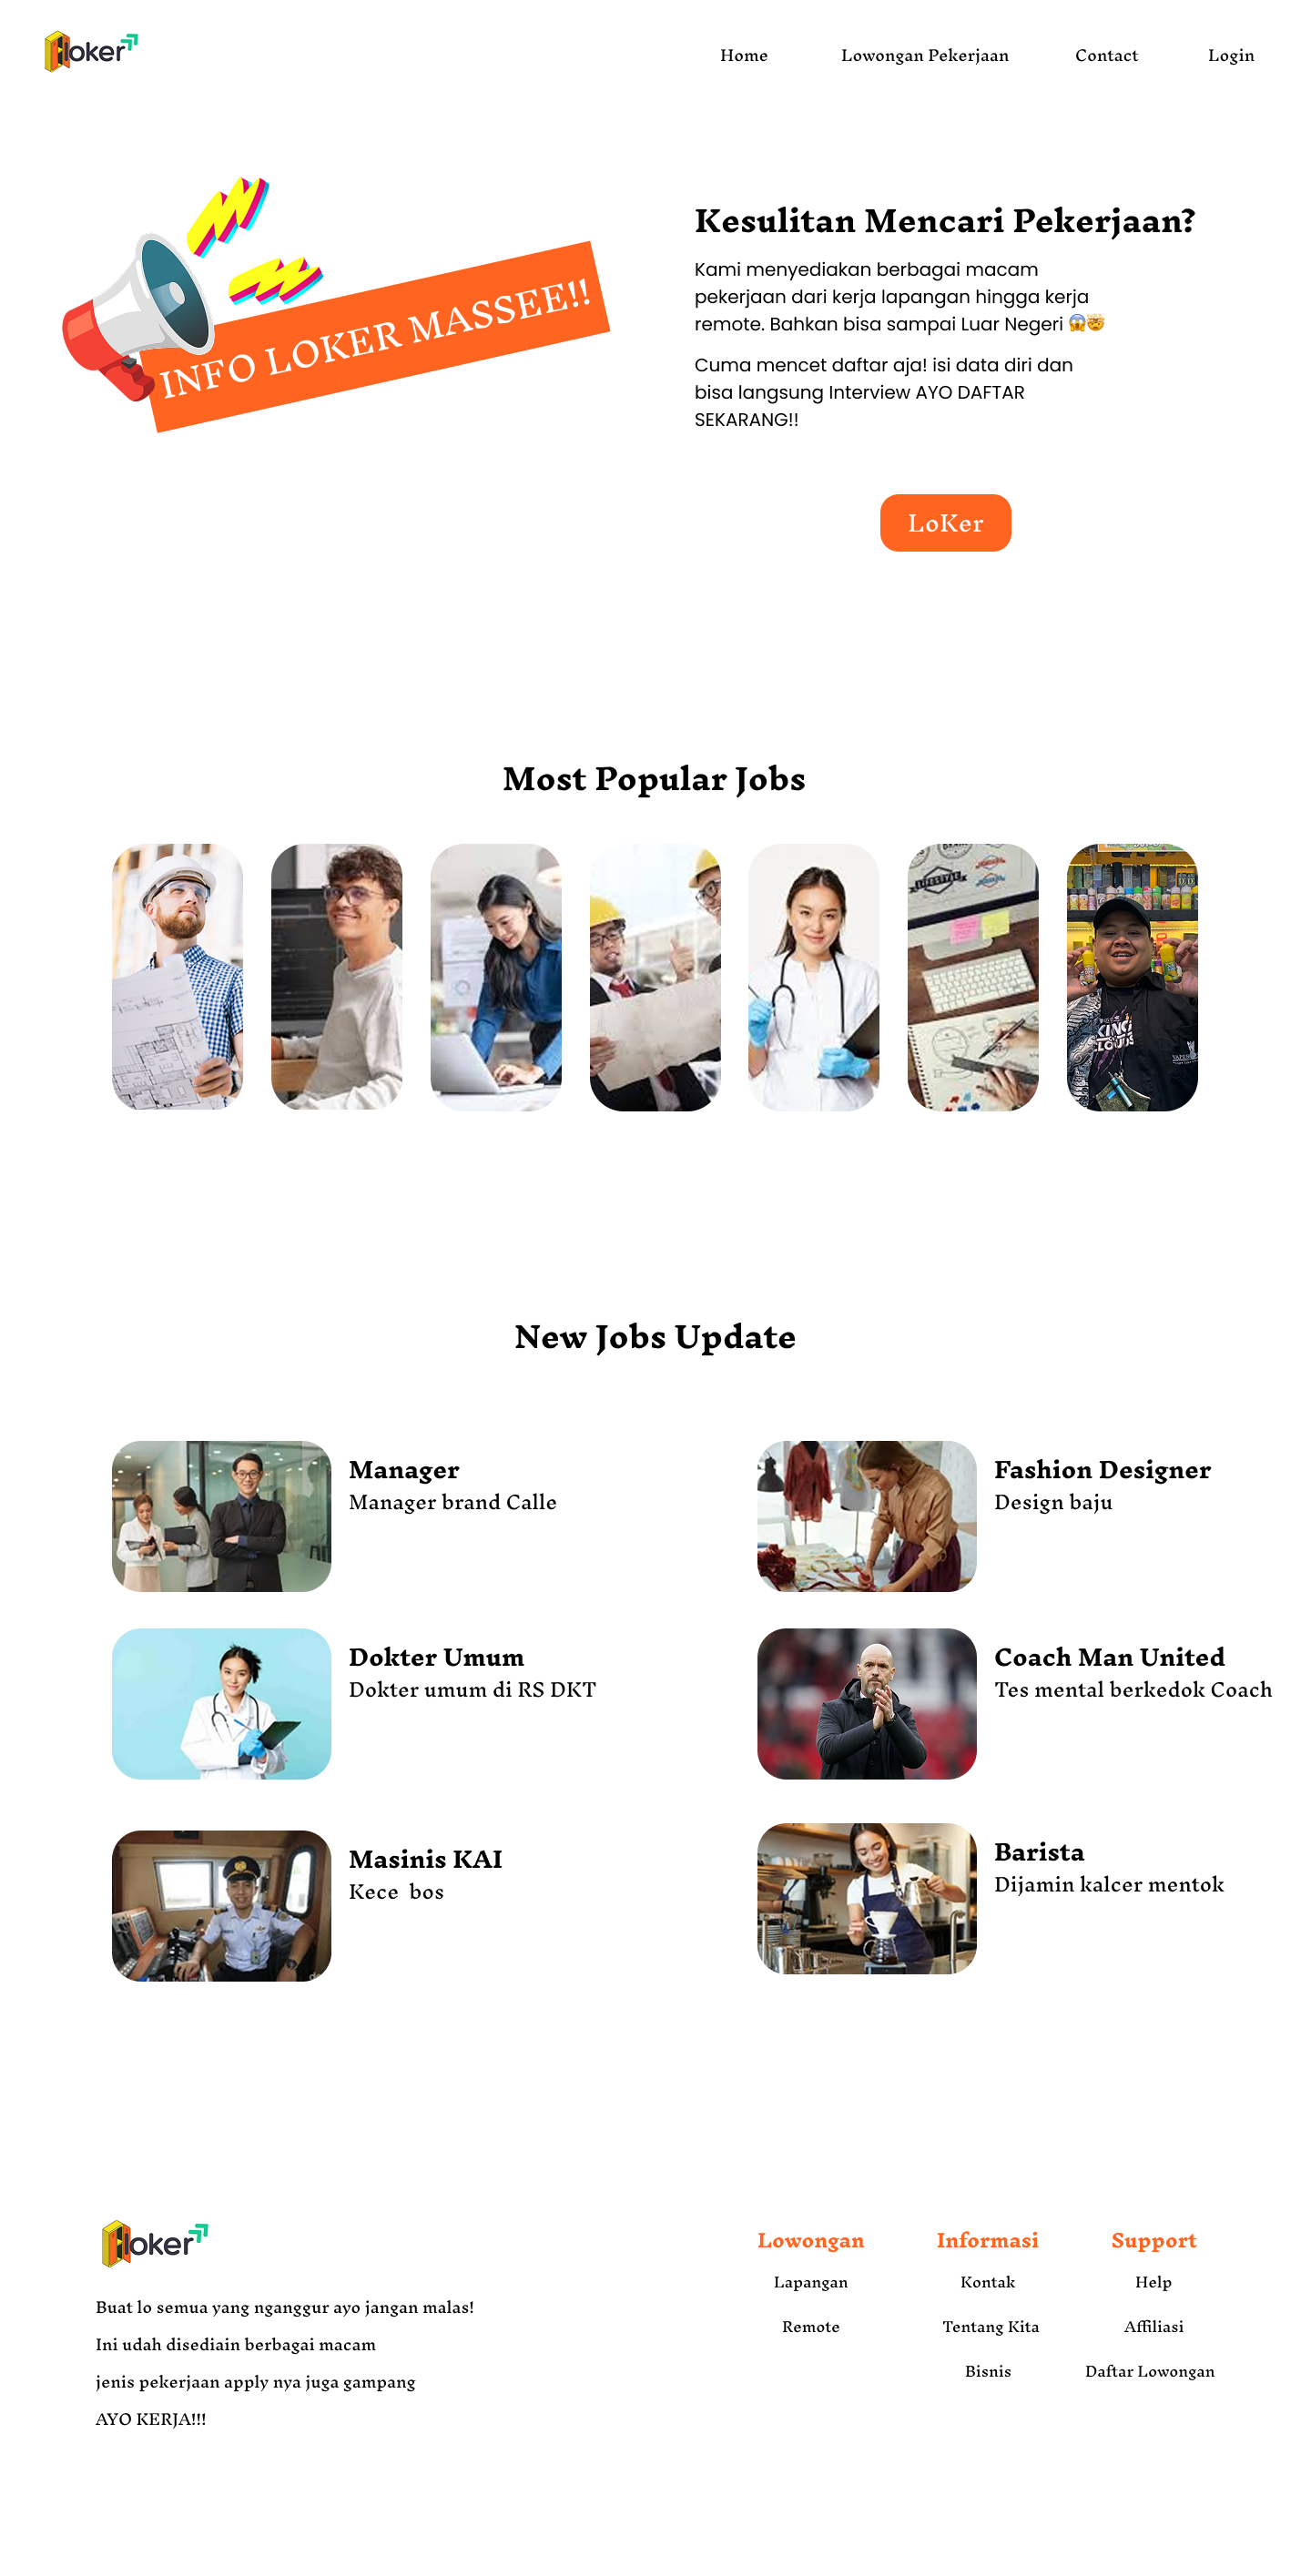 loker
Home
Lowongan Pekerjaan
Contact
Login
INFO LOKER MASSEE!!
Kesulitan Mencari Pekerjaan?
Kami menyediakan berbagai macam
pekerjaan dari kerja lapangan hingga kerja
remote. Bahkan bisa sampai Luar Negeri 😱🤯
Cuma mencet daftar aja! isi data diri dan
bisa langsung Interview AYO DAFTAR
SEKARANG!!
LoKer
Most Popular Jobs
LIFESTYLE
KING
CLOUDS
New Jobs Update
Manager
Manager brand Calle
Fashion Designer
Design baju
Dokter Umum
Dokter umum di RS DKT
Coach Man United
Tes mental berkedok Coach
Masinis KAI
Kece  bos
Barista
Dijamin kalcer mentok
loker
Buat lo semua yang nganggur ayo jangan malas!
Ini udah disediain berbagai macam
jenis pekerjaan apply nya juga gampang
AYO KERJA!!!
Lowongan
Lapangan
Remote
Informasi
Kontak
Tentang Kita
Bisnis
Support
Help
Affiliasi
Daftar Lowongan